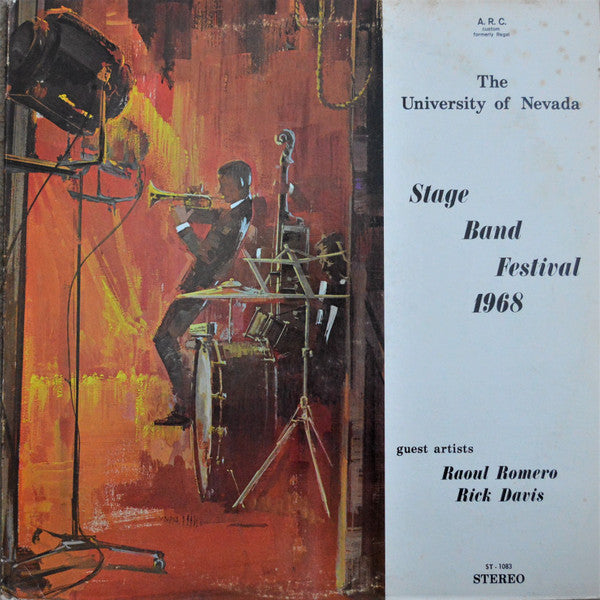 A. R. C.
custom
formerly Regal
The
University of Nevada
Stage
Band
Festival
1968
guest artists
Raoul Romero
Rick Davis
ST - 1083
STEREO